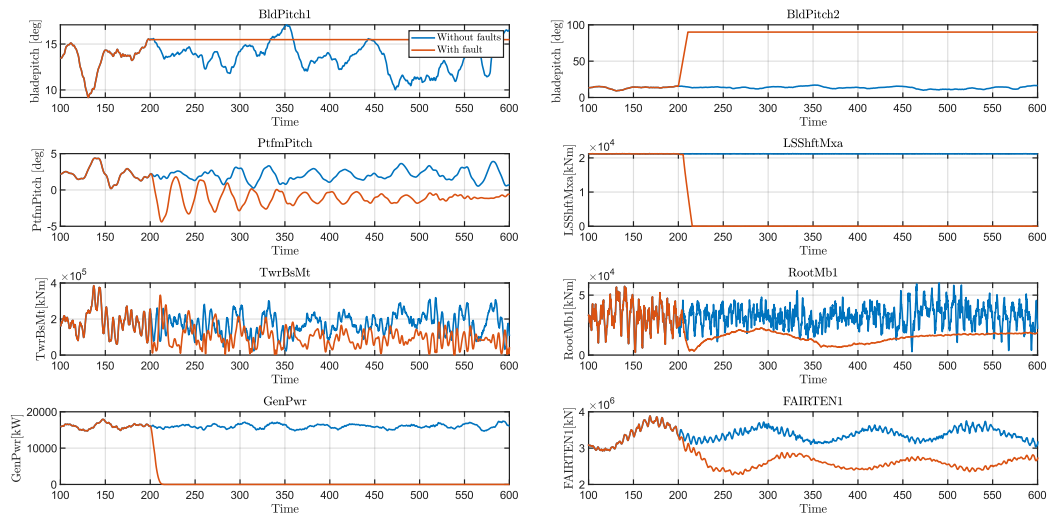 BldPitch1
bladepitch [deg]
15
10
Without faults
With fault
100 150 200 250 300 350 400 450 500 550 600
Time
BldPitch2
bladepitch [deg]
100
50
0
100 150 200 250 300 350 400 450 500 550 600
Time
PtfmPitch
PtfmPitch [deg]
5
0
-5
100 150 200 250 300 350 400 450 500 550 600
Time
LSShftMxa
LSShftMxa[kNm]
×10⁴
2
1
0
100 150 200 250 300 350 400 450 500 550 600
Time
TwrBsMt
TwrBsMt[kNm]
×10⁵
4
2
0
100 150 200 250 300 350 400 450 500 550 600
Time
RootMb1
RootMb1[kNm]
×10⁴
5
0
100 150 200 250 300 350 400 450 500 550 600
Time
GenPwr
GenPwr[kW]
20000
10000
0
100 150 200 250 300 350 400 450 500 550 600
Time
FAIRTEN1
FAIRTEN1[kN]
×10⁶
4
3
2
100 150 200 250 300 350 400 450 500 550 600
Time